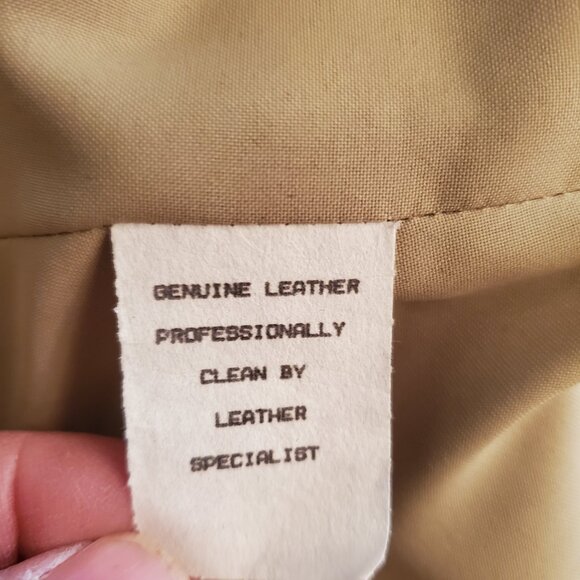 GENUINE LEATHER
PROFESSIONALLY
CLEAN BY
LEATHER
SPECIALIST